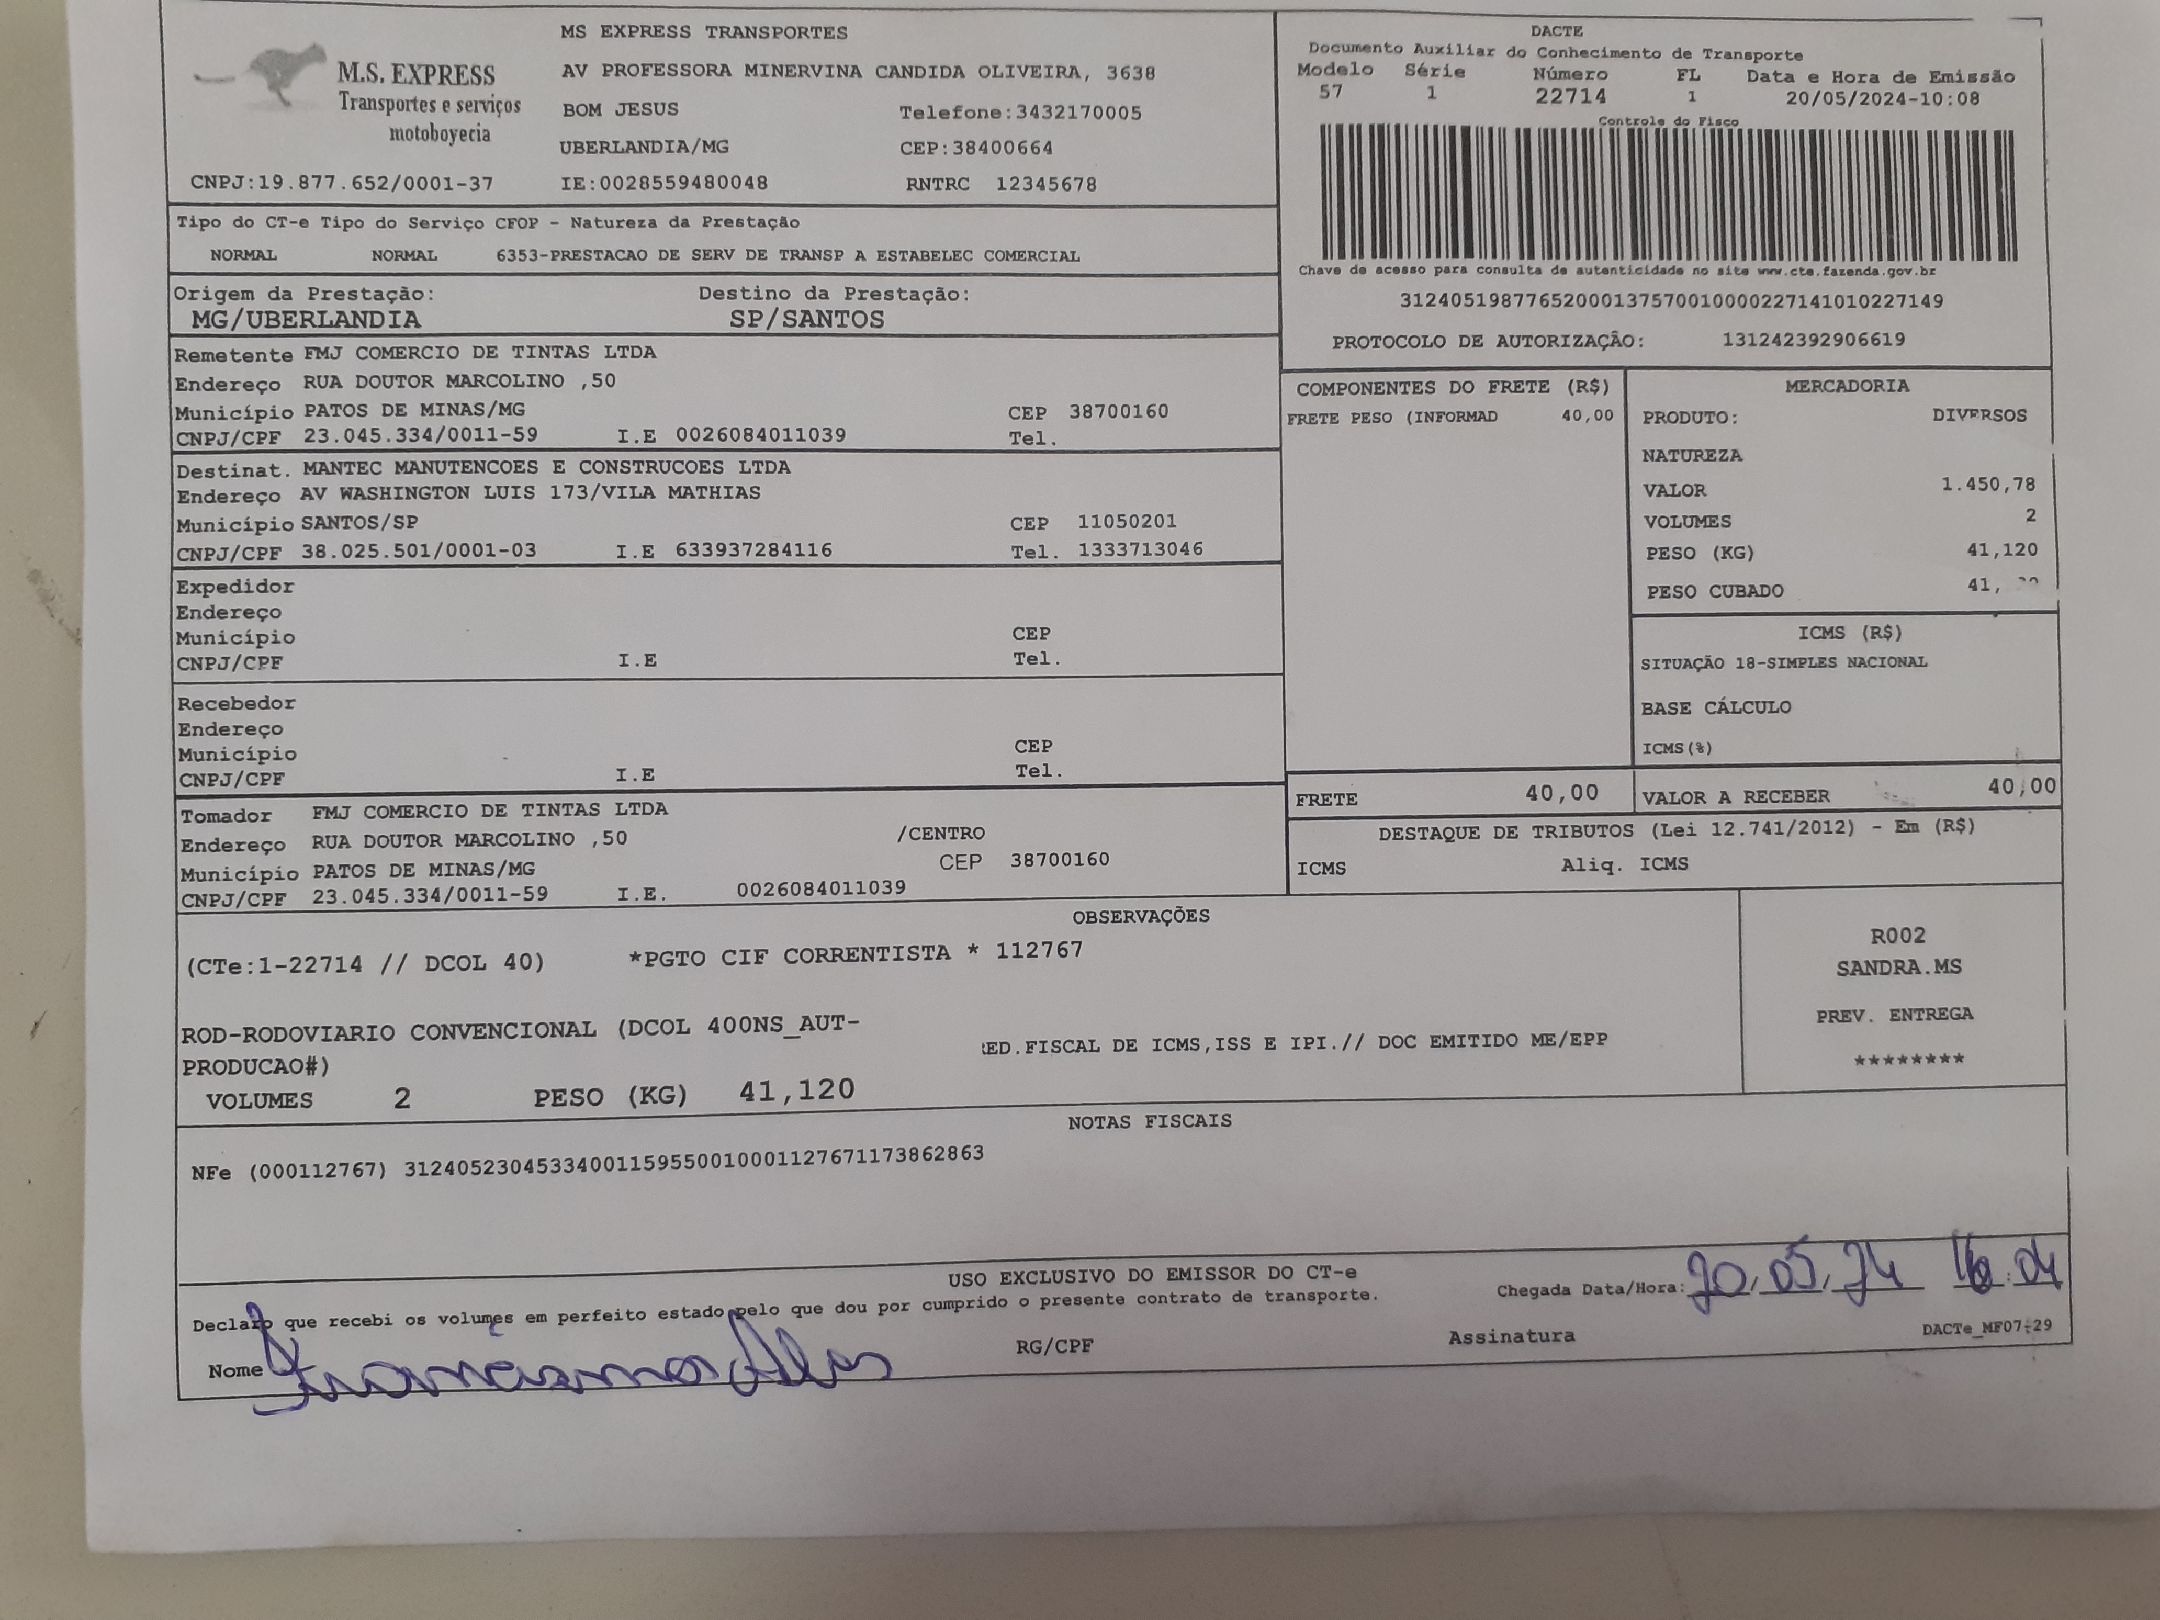 M.S. EXPRESS
Transportes e serviços
motoboyecia
CNPJ:19.877.652/0001-37
MS EXPRESS TRANSPORTES
AV PROFESSORA MINERVINA CANDIDA OLIVEIRA, 3638
BOM JESUS Telefone:3432170005
UBERLANDIA/MG CEP:38400664
IE:0028559480048 RNTRC 12345678
DACTE
Documento Auxiliar do Conhecimento de Transporte
Modelo Série Número FL Data e Hora de Emissão
57 1 22714 1 20/05/2024-10:08
Controle do Fisco
Chave de acesso para consulta de autenticidade no site www.cte.fazenda.gov.br
31240519877652000137570010000227141010227149
PROTOCOLO DE AUTORIZAÇÃO: 131242392906619
Tipo do CT-e Tipo do Serviço CFOP - Natureza da Prestação
NORMAL NORMAL 6353-PRESTACAO DE SERV DE TRANSP A ESTABELEC COMERCIAL
Origem da Prestação: Destino da Prestação:
MG/UBERLANDIA SP/SANTOS
Remetente FMJ COMERCIO DE TINTAS LTDA
Endereço RUA DOUTOR MARCOLINO ,50
Município PATOS DE MINAS/MG CEP 38700160
CNPJ/CPF 23.045.334/0011-59 I.E 0026084011039 Tel.
Destinat. MANTEC MANUTENCOES E CONSTRUCOES LTDA
Endereço AV WASHINGTON LUIS 173/VILA MATHIAS
Município SANTOS/SP CEP 11050201
CNPJ/CPF 38.025.501/0001-03 I.E 633937284116 Tel. 1333713046
Expedidor
Endereço
Município CEP
CNPJ/CPF I.E Tel.
Recebedor
Endereço
Município CEP
CNPJ/CPF I.E Tel.
Tomador FMJ COMERCIO DE TINTAS LTDA
Endereço RUA DOUTOR MARCOLINO ,50 /CENTRO
Município PATOS DE MINAS/MG CEP 38700160
CNPJ/CPF 23.045.334/0011-59 I.E. 0026084011039
COMPONENTES DO FRETE (R$)
FRETE PESO (INFORMAD 40,00
MERCADORIA
PRODUTO: DIVERSOS
NATUREZA
VALOR 1.450,78
VOLUMES 2
PESO (KG) 41,120
PESO CUBADO 41,
ICMS (R$)
SITUAÇÃO 18-SIMPLES NACIONAL
BASE CÁLCULO
ICMS(%)
FRETE 40,00 VALOR A RECEBER 40,00
DESTAQUE DE TRIBUTOS (Lei 12.741/2012) - Em (R$)
ICMS Aliq. ICMS
OBSERVAÇÕES
(CTe:1-22714 // DCOL 40) *PGTO CIF CORRENTISTA * 112767
ROD-RODOVIARIO CONVENCIONAL (DCOL 400NS_AUT-
PRODUCAO#)
RED.FISCAL DE ICMS,ISS E IPI.// DOC EMITIDO ME/EPP
VOLUMES 2 PESO (KG) 41,120
R002
SANDRA.MS
PREV. ENTREGA
********
NOTAS FISCAIS
NFe (000112767) 31240523045334001159550010001127671173862863
USO EXCLUSIVO DO EMISSOR DO CT-e
Declaro que recebi os volumes em perfeito estado pelo que dou por cumprido o presente contrato de transporte.
Chegada Data/Hora: 20/05/24 16:04
Nome RG/CPF Assinatura DACTe_MF07-29